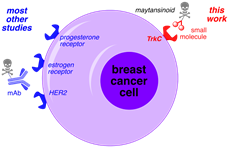 most
other
studies
progesterone
receptor
estrogen
receptor
mAb
HER2
breast
cancer
cell
maytansinoid
this
work
TrkC
small
molecule